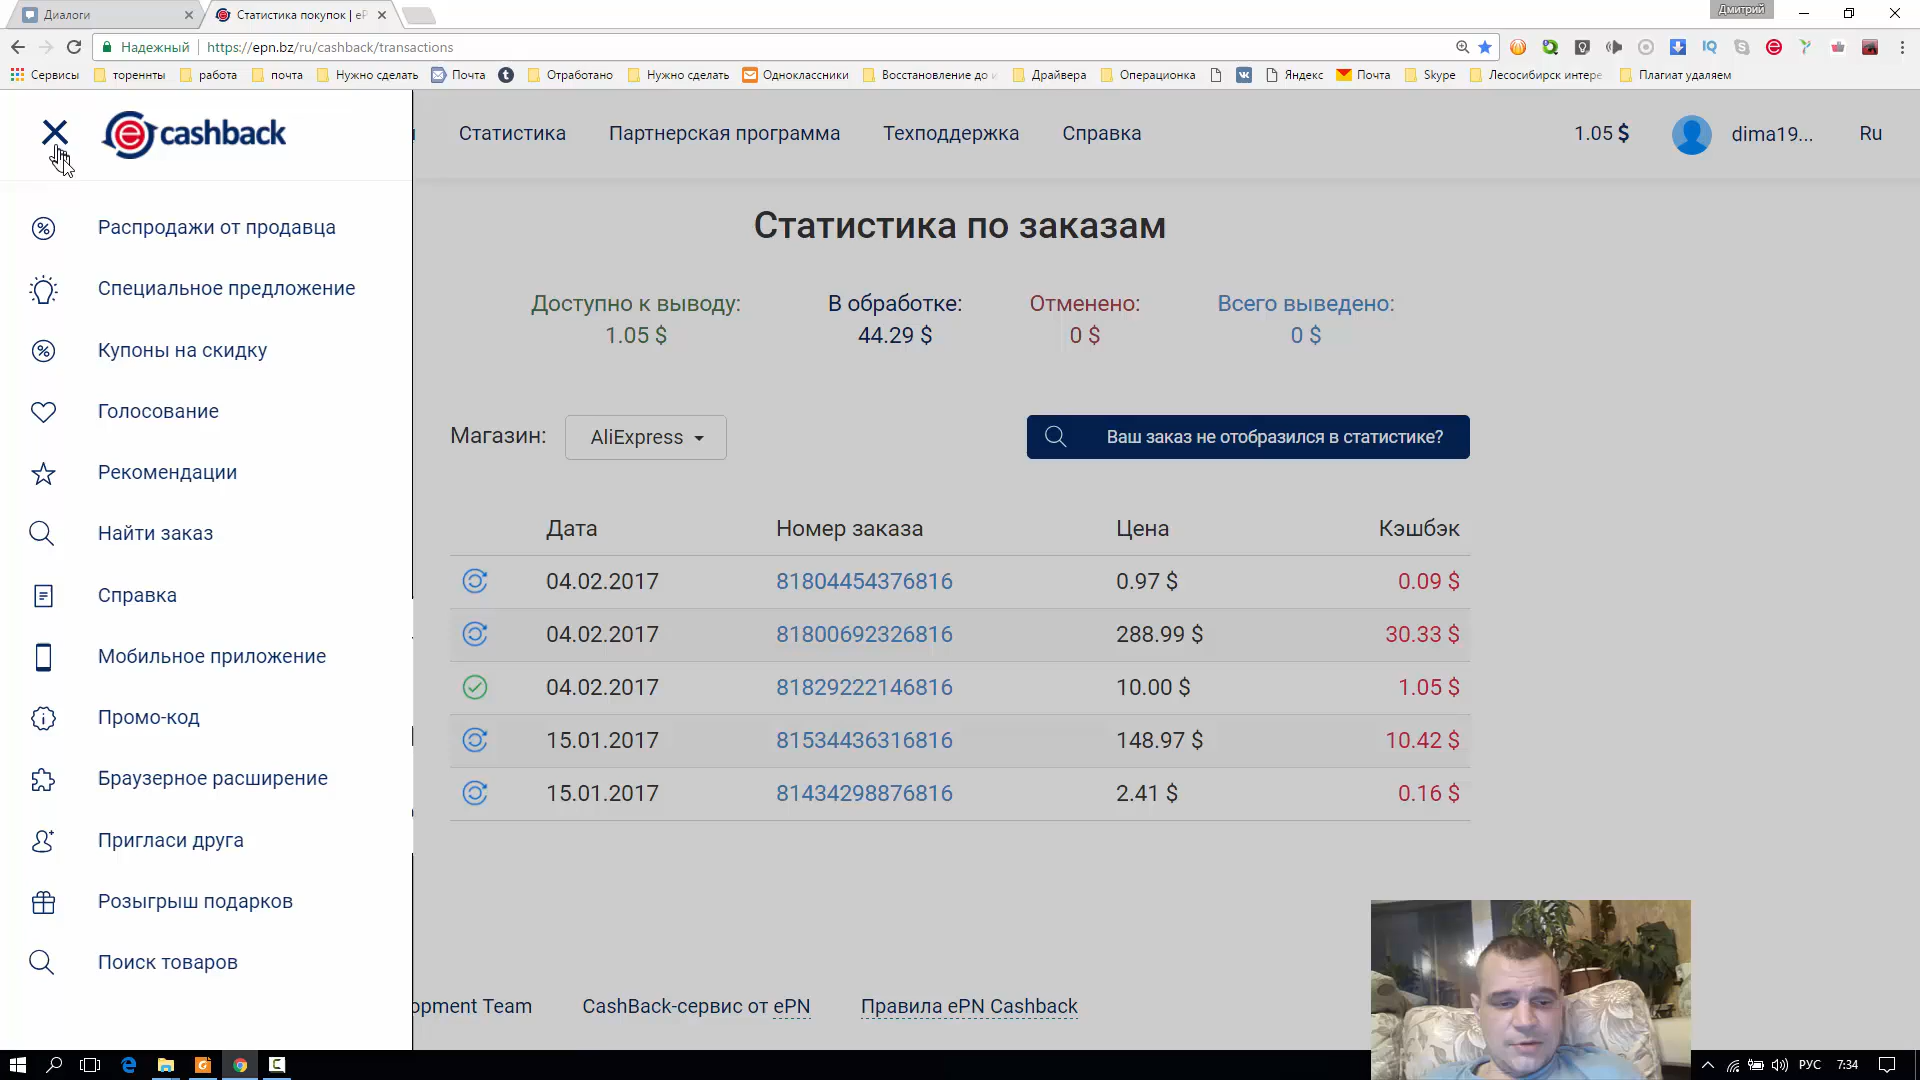 Диалоги
Статистика покупок | eP
Дмитрий
Надежный
https://epn.bz/ru/cashback/transactions
Сервисы
тореннты
работа
почта
Нужно сделать
Почта
Отработано
Нужно сделать
Одноклассники
Восстановление до
Драйвера
Операционка
Яндекс
Почта
Skype
Лесосибирск интере
Плагиат удаляем
cashback
Статистика
Партнерская программа
Техподдержка
Справка
1.05 $
dima19...
Ru
Распродажи от продавца
Специальное предложение
Купоны на скидку
Голосование
Рекомендации
Найти заказ
Справка
Мобильное приложение
Промо-код
Браузерное расширение
Пригласи друга
Розыгрыш подарков
Поиск товаров
Статистика по заказам
Доступно к выводу:
1.05 $
В обработке:
44.29 $
Отменено:
0 $
Всего выведено:
0 $
Магазин:
AliExpress
Ваш заказ не отобразился в статистике?
Дата Номер заказа Цена Кэшбэк
04.02.2017 81804454376816 0.97 $ 0.09 $
04.02.2017 81800692326816 288.99 $ 30.33 $
04.02.2017 81829222146816 10.00 $ 1.05 $
15.01.2017 81534436316816 148.97 $ 10.42 $
15.01.2017 81434298876816 2.41 $ 0.16 $
opment Team
CashBack-сервис от ePN
Правила ePN Cashback
РУС
7:34